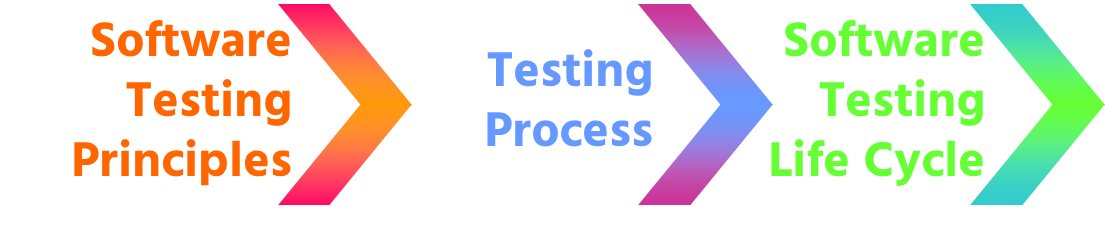 Software
Testing
Principles
Testing
Process
Software
Testing
Life Cycle